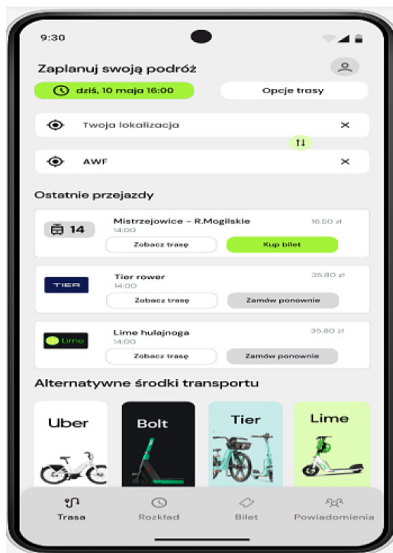 9:30
Zaplanuj swoją podróż
dziś, 10 maja 16:00
Opcje trasy
Twoja lokalizacja
AWF
Ostatnie przejazdy
14
Mistrzejowice – R.Mogilskie
16.50 zł
14:00
Zobacz trasę
Kup bilet
TIER
Tier rower
35.80 zł
14:00
Zobacz trasę
Zamów ponownie
Lime
Lime hulajnoga
35.80 zł
14:00
Zobacz trasę
Zamów ponownie
Alternatywne środki transportu
Uber
Bolt
Tier
Lime
Trasa
Rozkład
Bilet
Powiadomienia